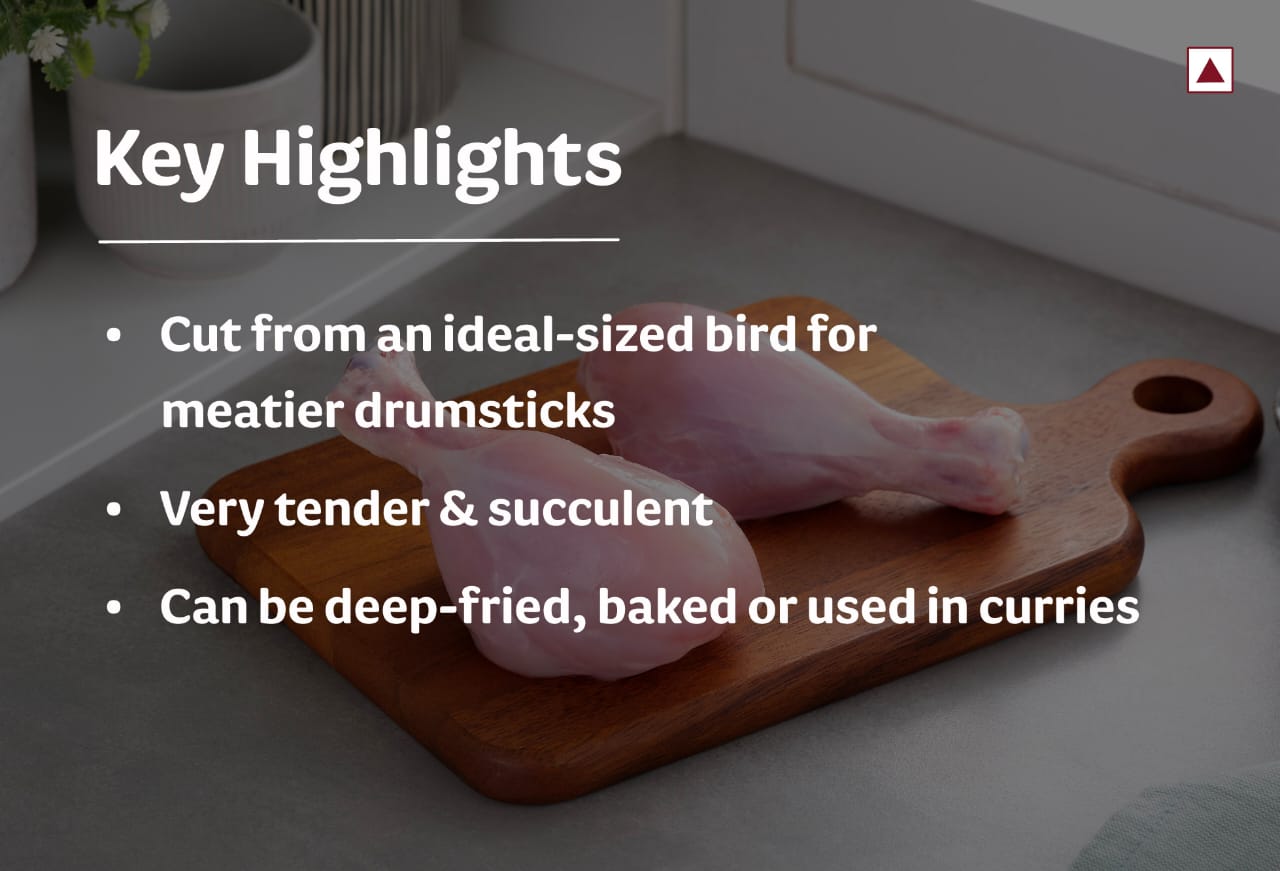 Key Highlights
• Cut from an ideal-sized bird for
meatier drumsticks
• Very tender & succulent
• Can be deep-fried, baked or used in curries